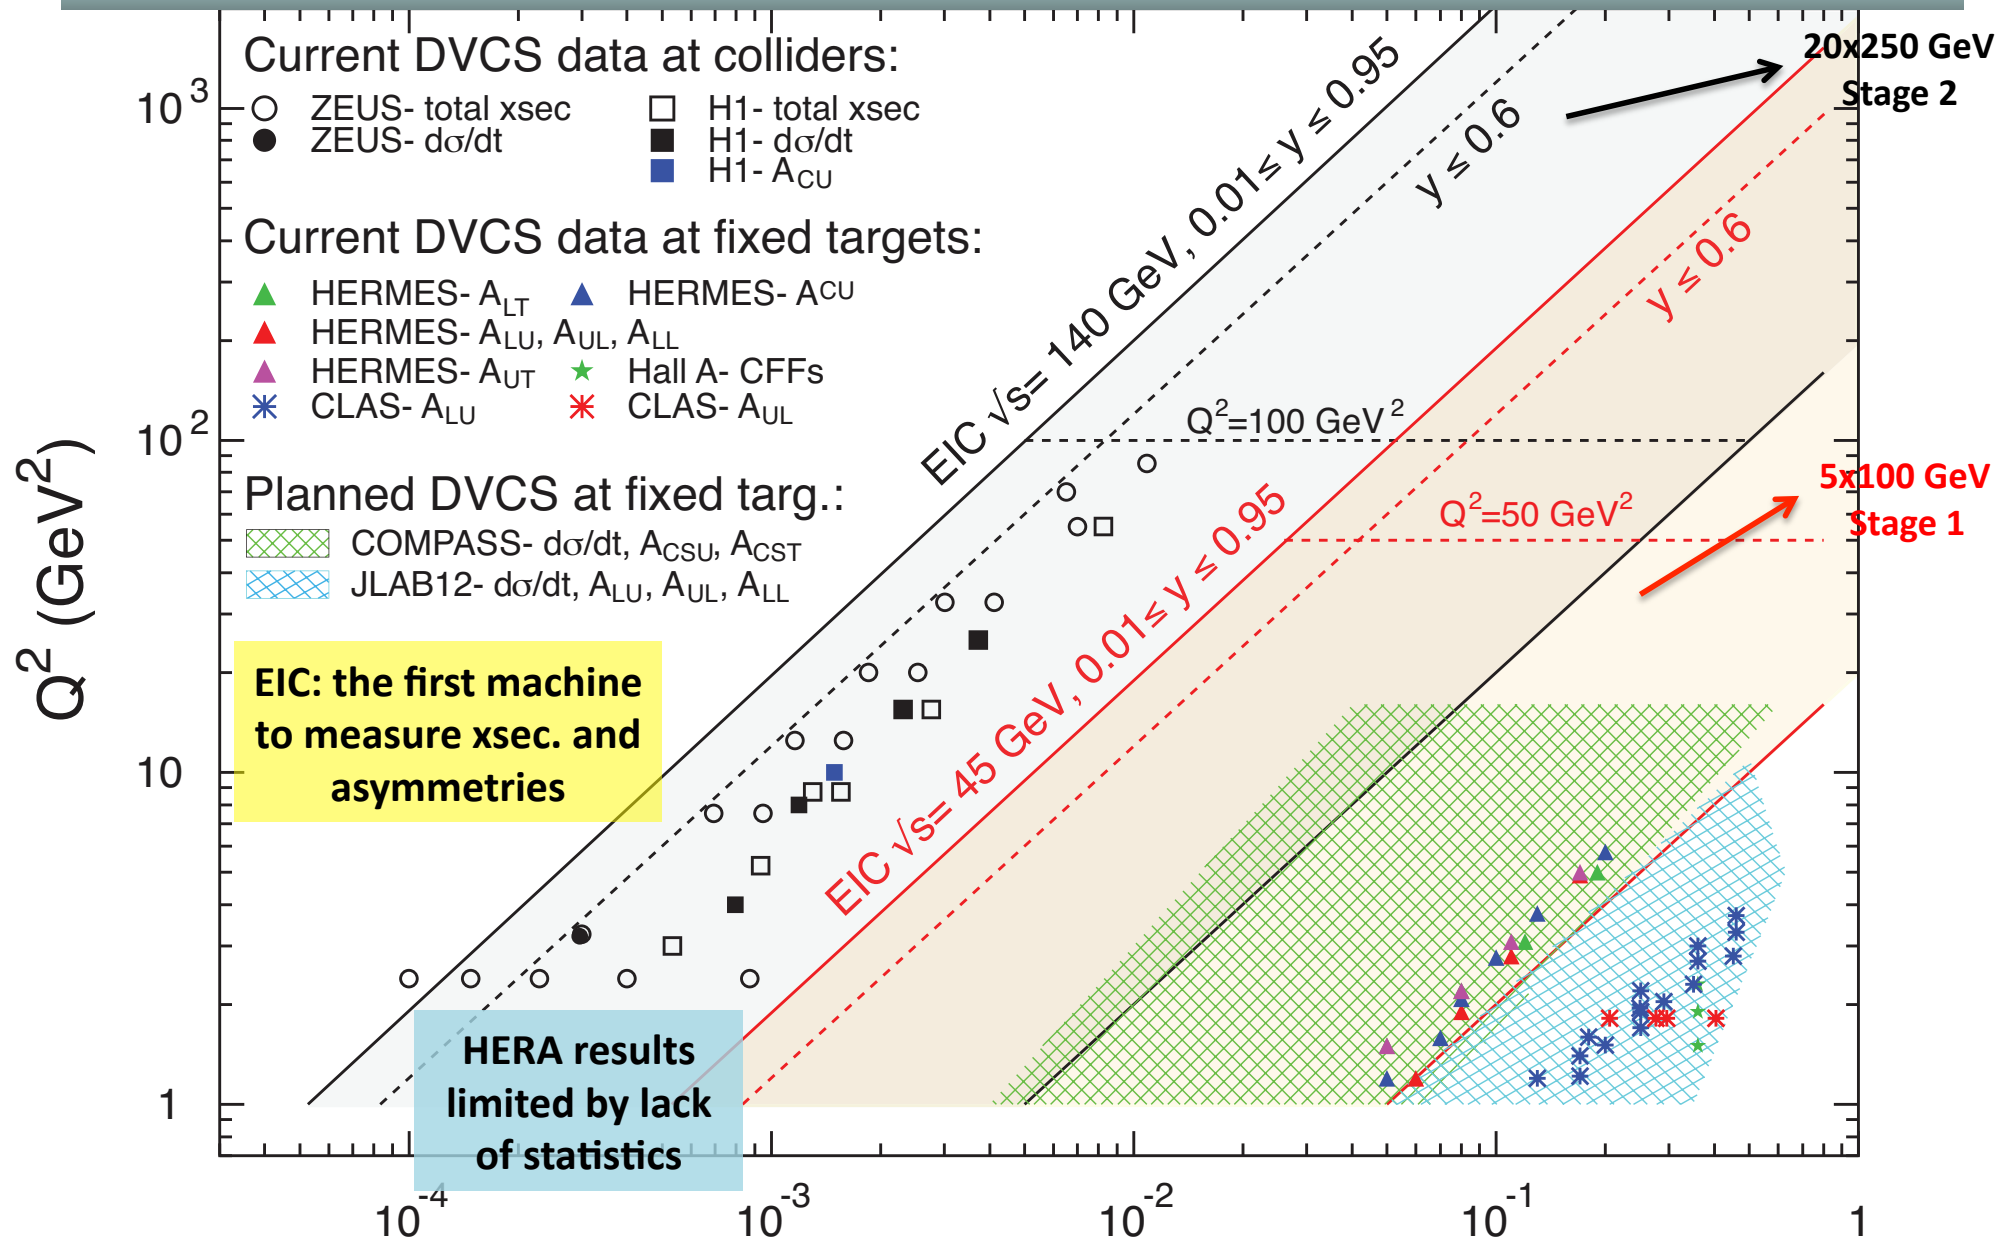 Current DVCS data at colliders:
ZEUS- total xsec
H1- total xsec
ZEUS- dσ/dt
H1- dσ/dt
H1- A_CU
Current DVCS data at fixed targets:
HERMES- A_LT
HERMES- A^CU
HERMES- A_LU, A_UL, A_LL
HERMES- A_UT
Hall A- CFFs
CLAS- A_LU
CLAS- A_UL
Planned DVCS at fixed targ.:
COMPASS- dσ/dt, A_CSU, A_CST
JLAB12- dσ/dt, A_LU, A_UL, A_LL
EIC: the first machine
to measure xsec. and
asymmetries
HERA results
limited by lack
of statistics
EIC √s= 140 GeV, 0.01≤ y ≤ 0.95
y ≤ 0.6
EIC √s= 45 GeV, 0.01≤ y ≤ 0.95
y ≤ 0.6
Q²=100 GeV²
Q²=50 GeV²
20x250 GeV
Stage 2
5x100 GeV
Stage 1
Q² (GeV²)
10³
10²
10
1
10⁻⁴
10⁻³
10⁻²
10⁻¹
1